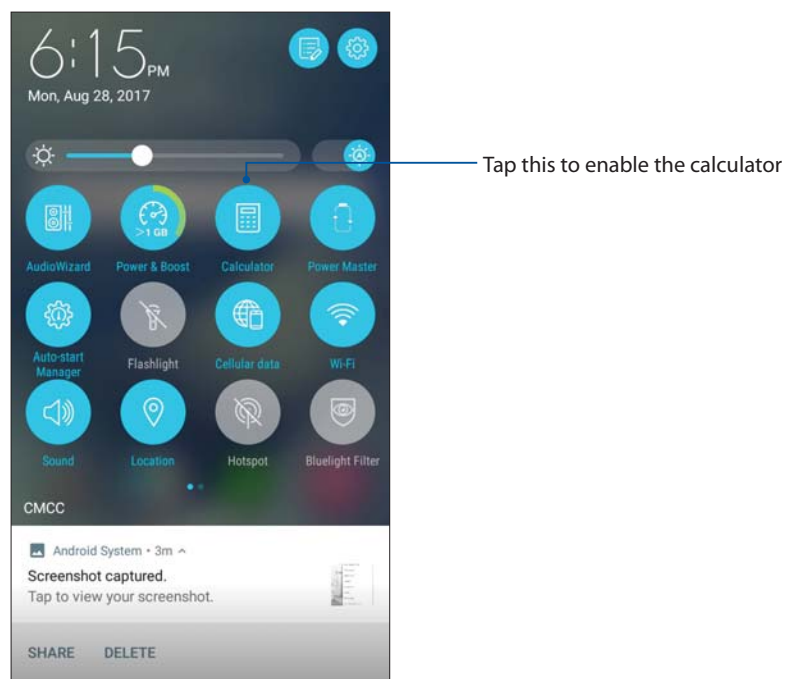 6:15 PM
Mon, Aug 28, 2017
Tap this to enable the calculator
>1 GB
AudioWizard
Power & Boost
Calculator
Power Master
Auto-start
Manager
Flashlight
Cellular data
Wi-Fi
Sound
Location
Hotspot
Bluelight Filter
CMCC
Android System • 3m
Screenshot captured.
Tap to view your screenshot.
SHARE DELETE